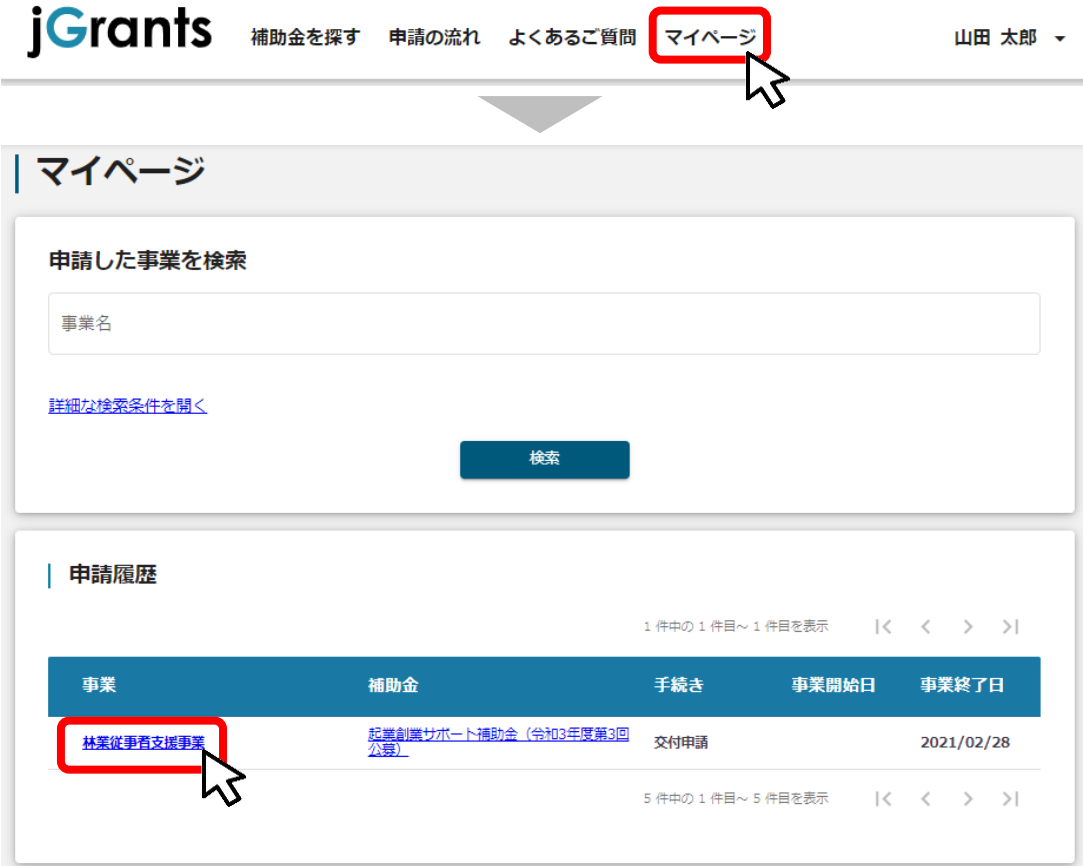 jGrants 補助金を探す 申請の流れ よくあるご質問 マイページ 山田 太郎
マイページ
申請した事業を検索
事業名
詳細な検索条件を開く
検索
申請履歴
1 件中の 1 件目～ 1 件目を表示
事業 補助金 手続き 事業開始日 事業終了日
林業従事者支援事業 起業創業サポート補助金（令和3年度第3回
公募） 交付申請 2021/02/28
5 件中の 1 件目～ 5 件目を表示